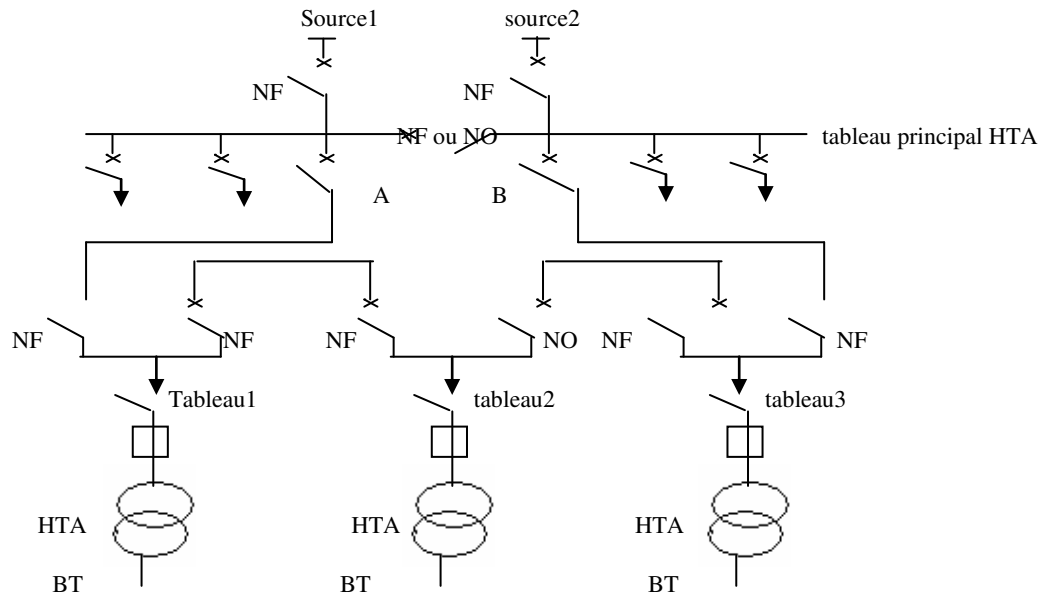 Source1 source2
NF NF
NF ou NO tableau principal HTA
A B
NF NF NF NO NF NF
Tableau1 tableau2 tableau3
HTA HTA HTA
BT BT BT